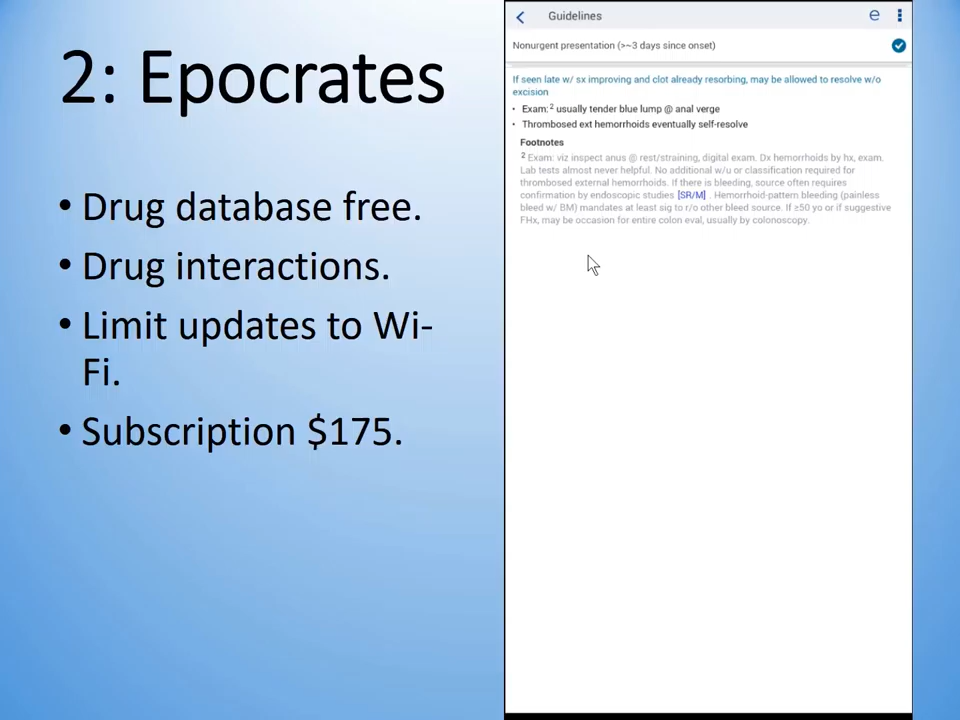 2: Epocrates
• Drug database free.
• Drug interactions.
• Limit updates to Wi-
Fi.
• Subscription $175.
Guidelines
e
Nonurgent presentation (>~3 days since onset)
If seen late w/ sx improving and clot already resorbing, may be allowed to resolve w/o
excision
• Exam: 2 usually tender blue lump @ anal verge
• Thrombosed ext hemorrhoids eventually self-resolve
Footnotes
2 Exam: viz inspect anus @ rest/straining, digital exam. Dx hemorrhoids by hx, exam.
Lab tests almost never helpful. No additional w/u or classification required for
thrombosed external hemorrhoids. If there is bleeding, source often requires
confirmation by endoscopic studies [SR/M] . Hemorrhoid-pattern bleeding (painless
bleed w/ BM) mandates at least sig to r/o other bleed source. If ≥50 yo or if suggestive
FHx, may be occasion for entire colon eval, usually by colonoscopy.